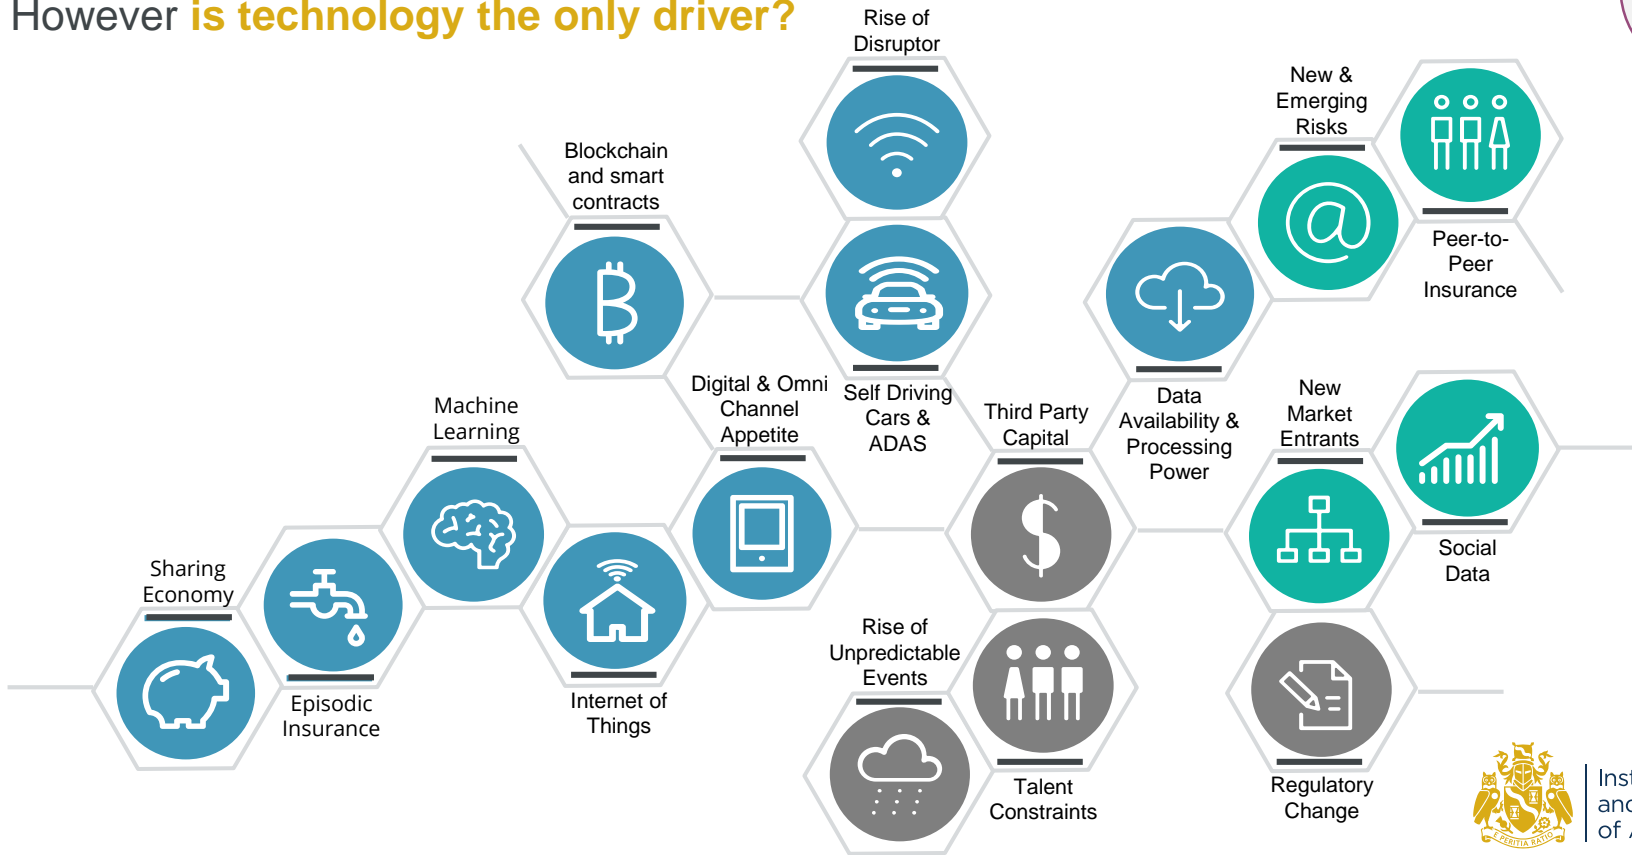 However is technology the only driver?
Rise of
Disruptor
New &
Emerging
Risks
Blockchain
and smart
contracts
Peer-to-
Peer
Insurance
Digital & Omni
Channel
Appetite
Self Driving
Cars &
ADAS
Third Party
Capital
Data
Availability &
Processing
Power
New
Market
Entrants
Machine
Learning
Social
Data
Sharing
Economy
Episodic
Insurance
Internet of
Things
Rise of
Unpredictable
Events
Talent
Constraints
Regulatory
Change
E PERITIA RATIO